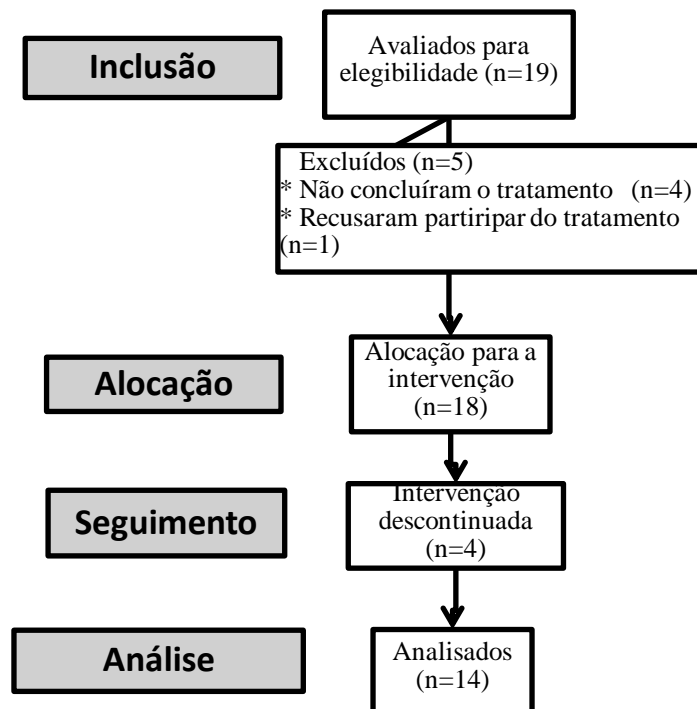 Inclusão
Avaliados para
elegibilidade (n=19)
Excluídos (n=5)
* Não concluíram o tratamento (n=4)
* Recusaram partiripar do tratamento
(n=1)
Alocação
Alocação para a
intervenção
(n=18)
Seguimento
Intervenção
descontinuada
(n=4)
Análise
Analisados
(n=14)